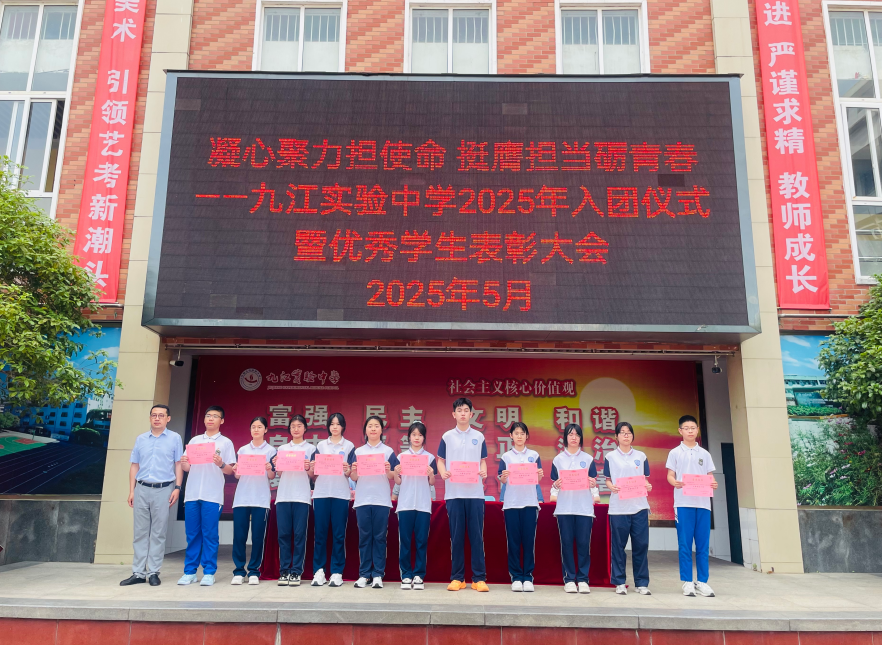 美术 引领艺考新潮头
凝心聚力担使命 挺膺担当砺青春
——九江实验中学2025年入团仪式
暨优秀学生表彰大会
2025年5月
进 严谨求精 教师成长
九江实验中学
社会主义核心价值观
富强 民主 文明 和谐